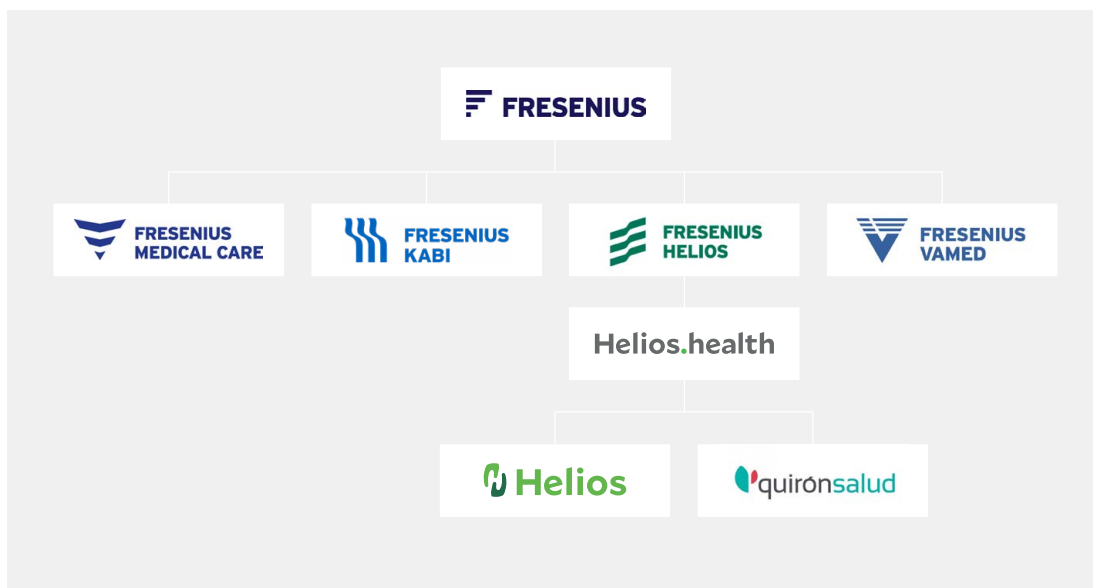 FRESENIUS
FRESENIUS
MEDICAL CARE
FRESENIUS
KABI
FRESENIUS
HELIOS
FRESENIUS
VAMED
Helios.health
Helios
quirónsalud